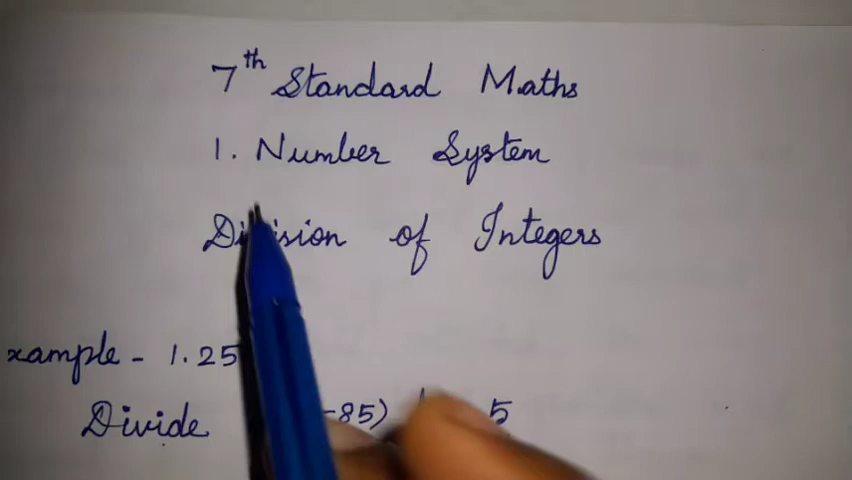 7th Standard Maths
1. Number System
Division of Integers
xample - 1.25
Divide -85) 5